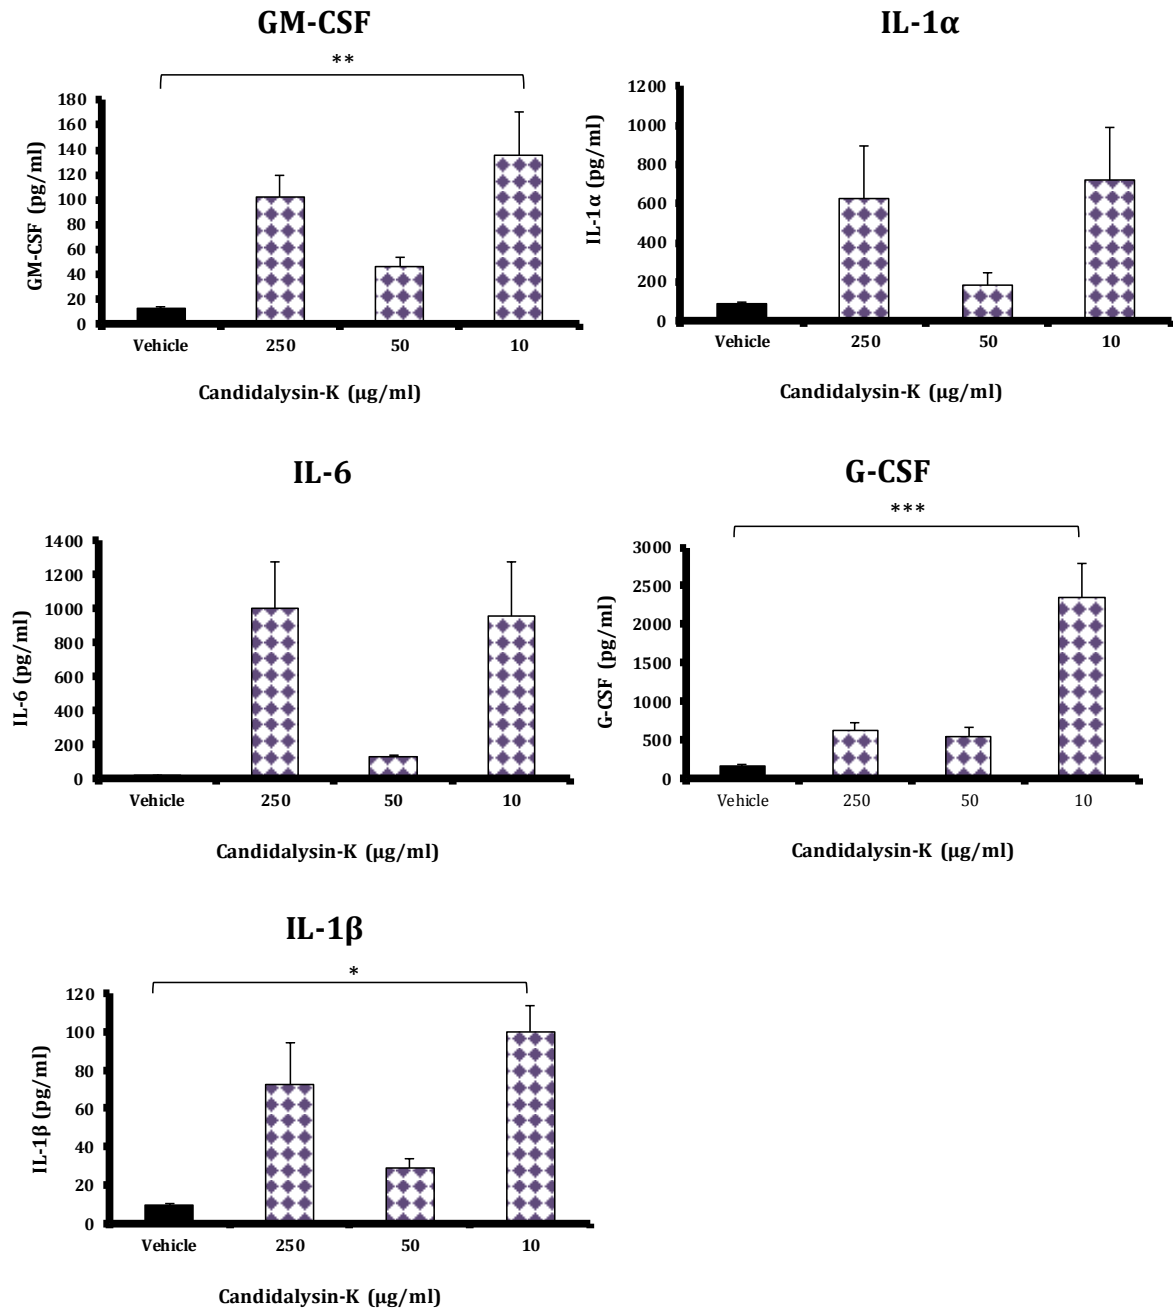 GM-CSF
**
GM-CSF (pg/ml)
180
160
140
120
100
80
60
40
20
0
Vehicle 250 50 10
Candidalysin-K (µg/ml)
IL-1α
IL-1α (pg/ml)
1200
1000
800
600
400
200
0
Vehicle 250 50 10
Candidalysin-K (µg/ml)
IL-6
IL-6 (pg/ml)
1400
1200
1000
800
600
400
200
0
Vehicle 250 50 10
Candidalysin-K (µg/ml)
G-CSF
***
G-CSF (pg/ml)
3000
2500
2000
1500
1000
500
0
Vehicle 250 50 10
Candidalysin-K (µg/ml)
IL-1β
*
IL-1β (pg/ml)
120
100
80
60
40
20
0
Vehicle 250 50 10
Candidalysin-K (µg/ml)